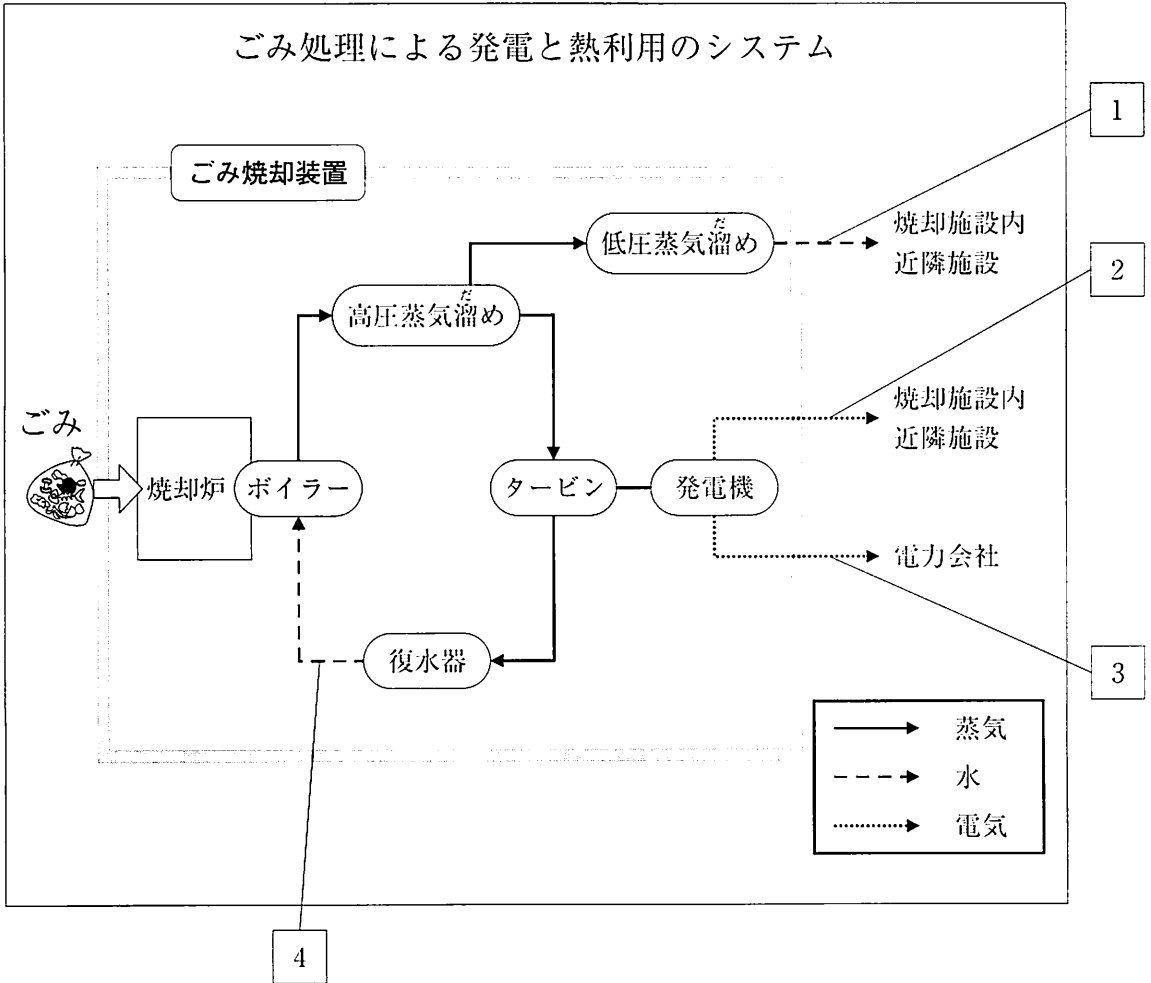 ごみ処理による発電と熱利用のシステム
1
ごみ焼却装置
低圧蒸気溜め
だ
焼却施設内
近隣施設
2
高圧蒸気溜め
だ
焼却施設内
近隣施設
ごみ
焼却炉
ボイラー
タービン
発電機
電力会社
復水器
3
蒸気
水
電気
4